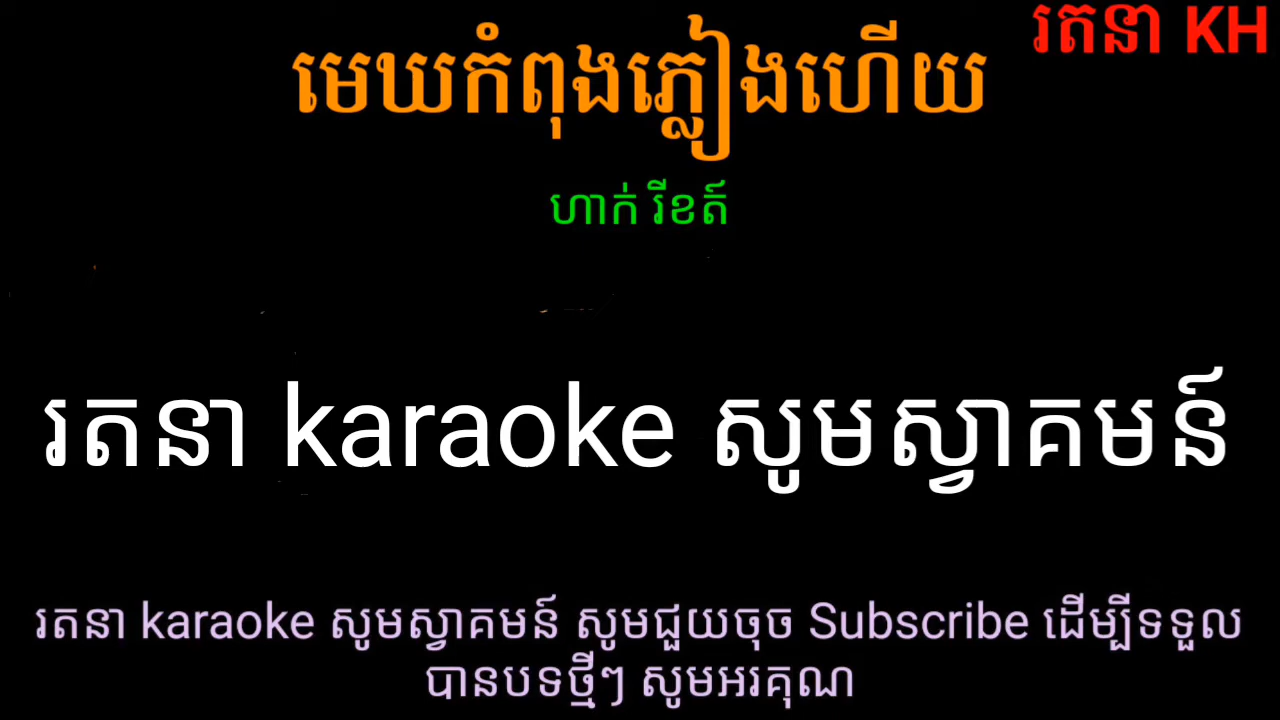 រតនា KH
មេឃកំពុងភ្លៀងហើយ
ហាក់ រីខត៍
រតនា karaoke សូមស្វាគមន៍
រតនា karaoke សូមស្វាគមន៍ សូមជួយចុច Subscribe ដើម្បីទទួល
បានបទថ្មីៗ សូមអរគុណ